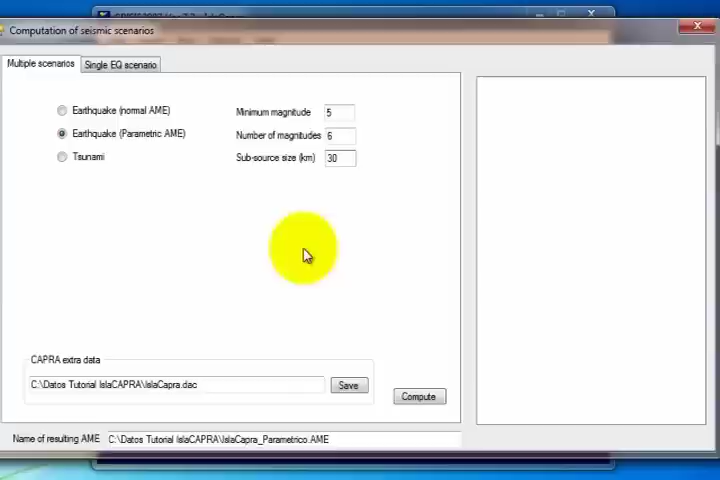 Computation of seismic scenarios
Multiple scenarios
Single EQ scenario
Earthquake (normal AME)
Minimum magnitude 5
Earthquake (Parametric AME)
Number of magnitudes 6
Tsunami
Sub-source size (km) 30
CAPRA extra data
C:\Datos Tutorial IslaCAPRA\IslaCapra.dac
Save
Compute
Name of resulting AME C:\Datos Tutorial IslaCAPRA\IslaCapra_Parametrico.AME